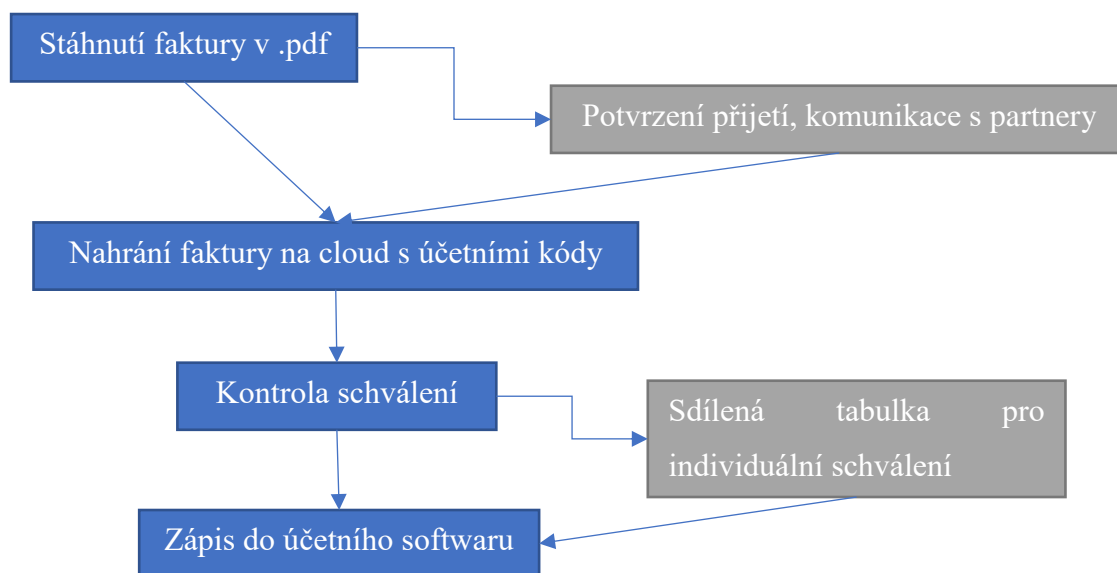 Stáhnutí faktury v .pdf
Potvrzení přijetí, komunikace s partnery
Nahrání faktury na cloud s účetními kódy
Kontrola schválení
Sdílená tabulka pro
individuální schválení
Zápis do účetního softwaru